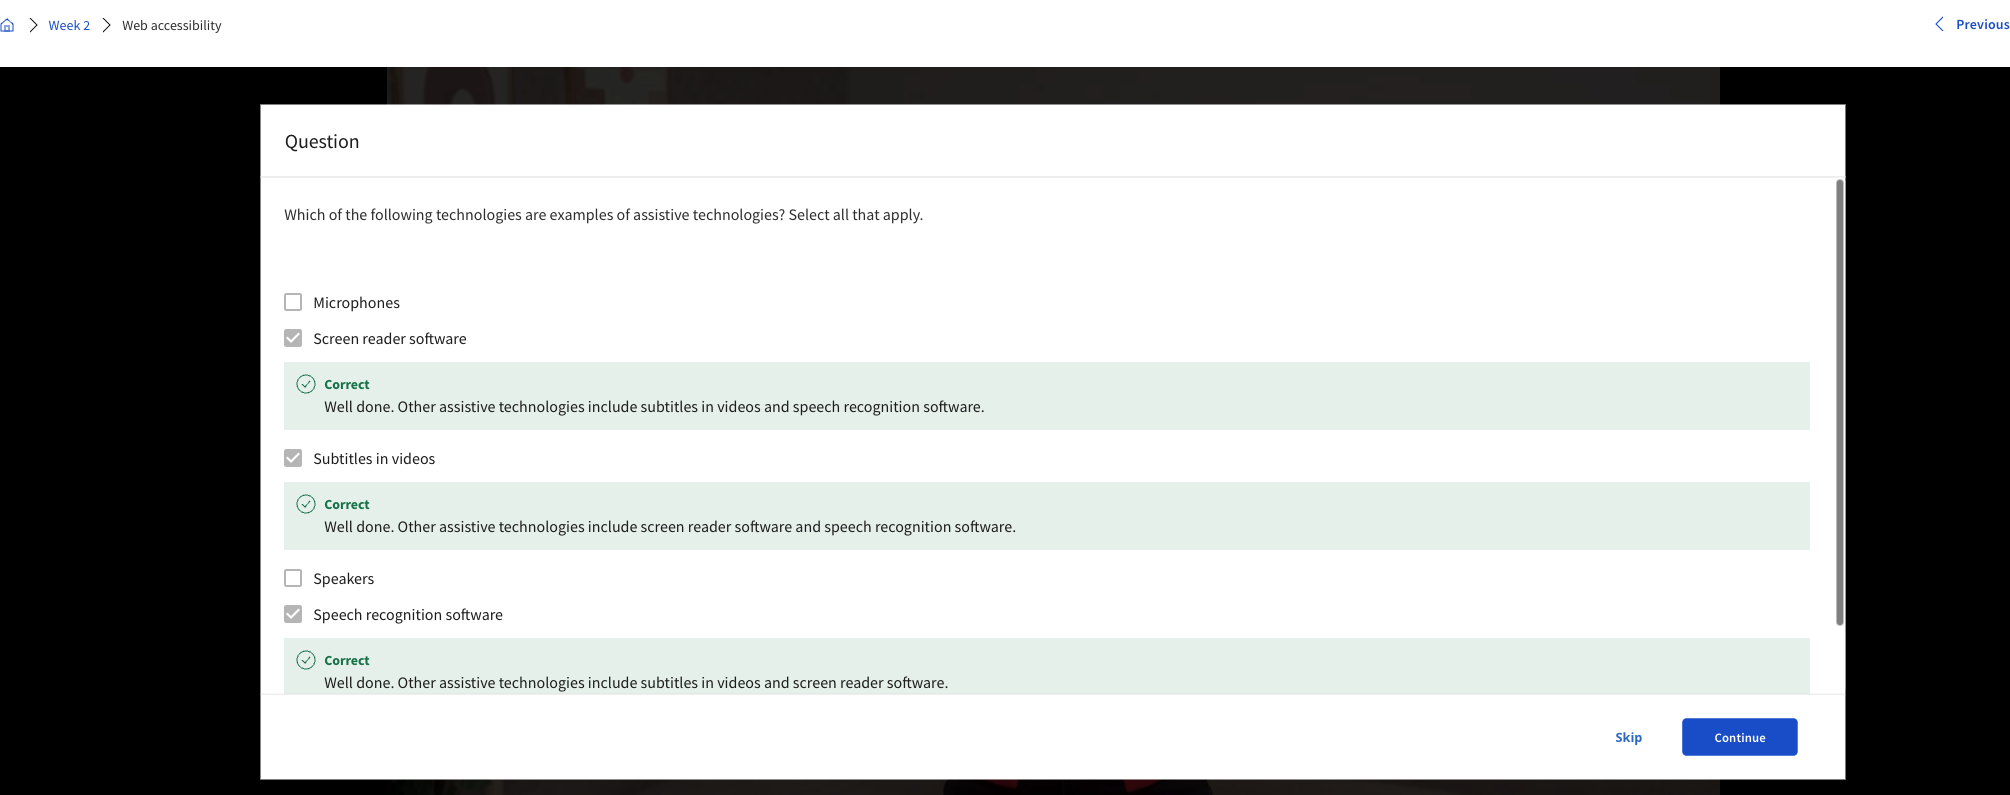 Week 2 Web accessibility Previous
Question
Which of the following technologies are examples of assistive technologies? Select all that apply.
Microphones
Screen reader software
Correct
Well done. Other assistive technologies include subtitles in videos and speech recognition software.
Subtitles in videos
Correct
Well done. Other assistive technologies include screen reader software and speech recognition software.
Speakers
Speech recognition software
Correct
Well done. Other assistive technologies include subtitles in videos and screen reader software.
Skip Continue